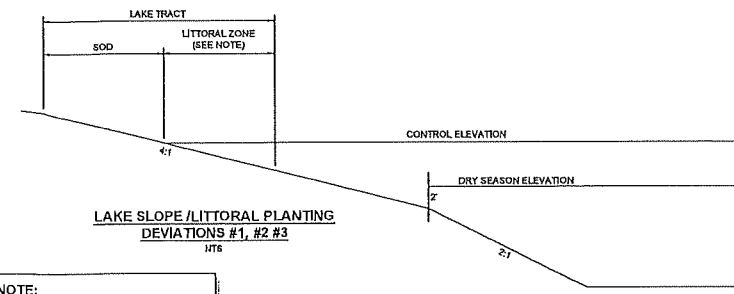 LAKE TRACT
SOD
LITTORAL ZONE
(SEE NOTE)
CONTROL ELEVATION
4:1
DRY SEASON ELEVATION
2'
LAKE SLOPE /LITTORAL PLANTING
DEVIATIONS #1, #2 #3
NTS
2:1
NOTE: